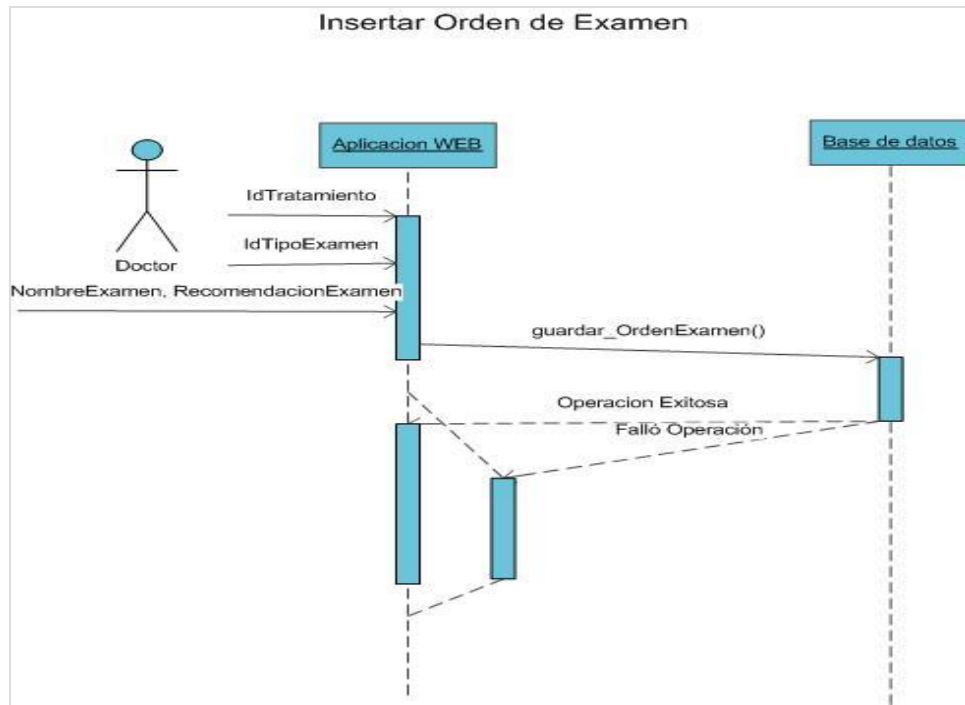 Insertar Orden de Examen
Aplicacion WEB
Base de datos
IdTratamiento
IdTipoExamen
Doctor
NombreExamen, RecomendacionExamen
guardar_OrdenExamen()
Operacion Exitosa
Falló Operación